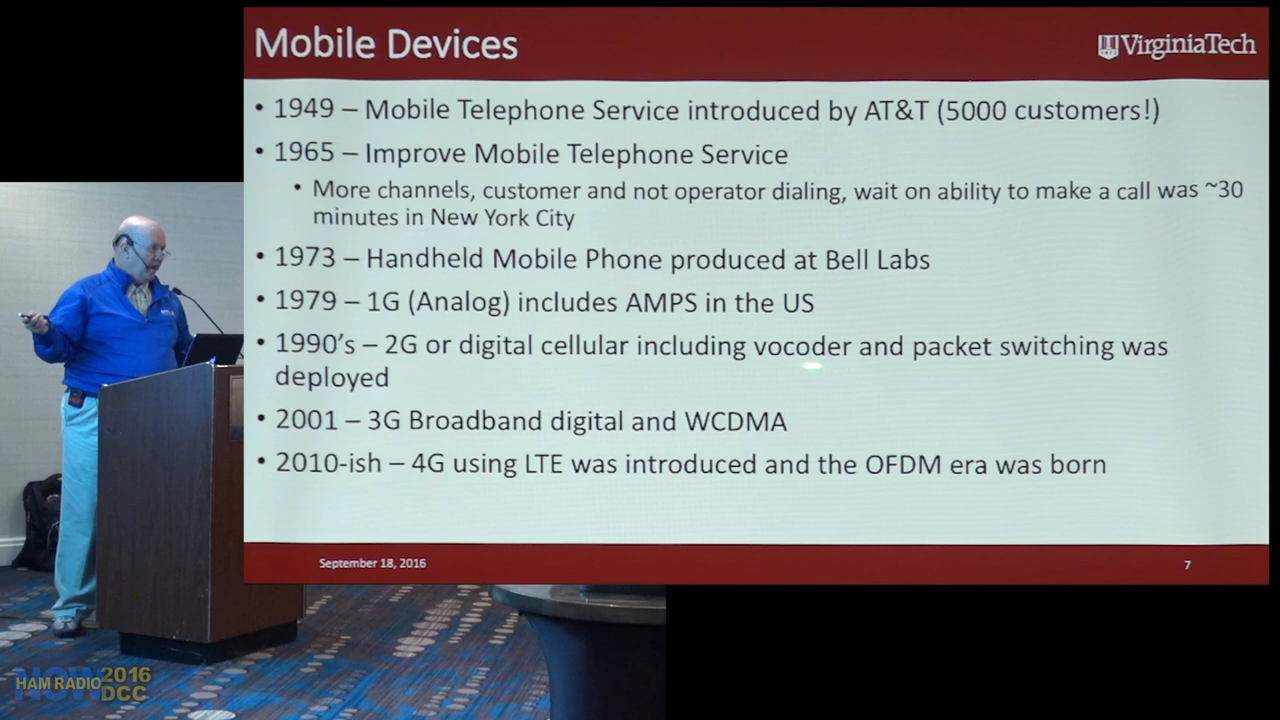 Mobile Devices
VirginiaTech
• 1949 – Mobile Telephone Service introduced by AT&T (5000 customers!)
• 1965 – Improve Mobile Telephone Service
• More channels, customer and not operator dialing, wait on ability to make a call was ~30
minutes in New York City
• 1973 – Handheld Mobile Phone produced at Bell Labs
• 1979 – 1G (Analog) includes AMPS in the US
• 1990's – 2G or digital cellular including vocoder and packet switching was
deployed
• 2001 – 3G Broadband digital and WCDMA
• 2010-ish – 4G using LTE was introduced and the OFDM era was born
September 18, 2016
7
HAM RADIO NOW 2016
DCC